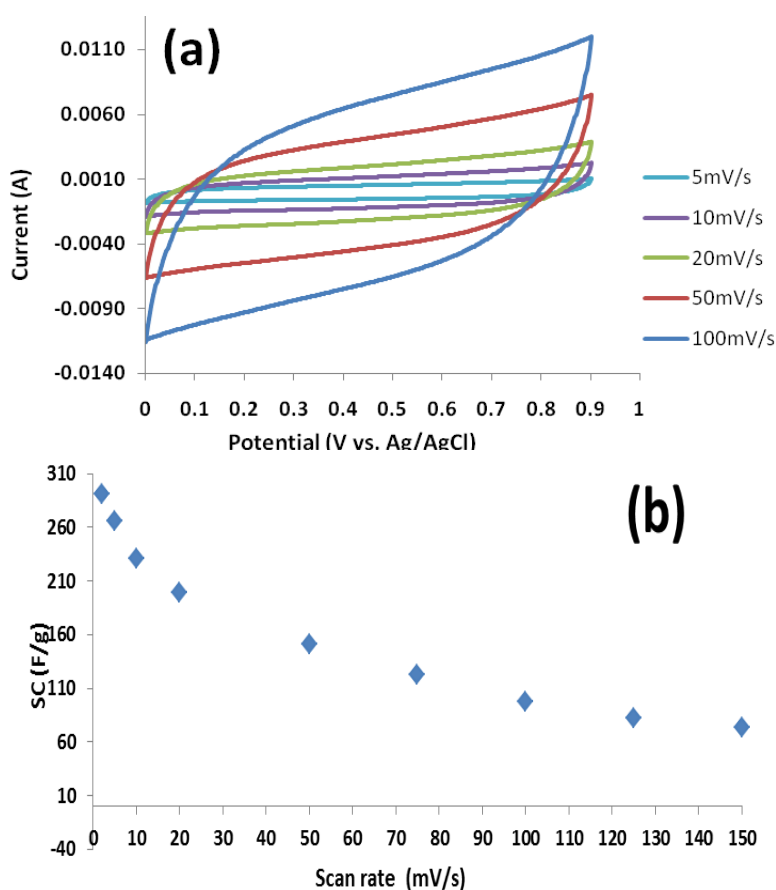 (a)
0.0110
0.0060
0.0010
-0.0040
-0.0090
-0.0140
Current (A)
0 0.1 0.2 0.3 0.4 0.5 0.6 0.7 0.8 0.9 1
Potential (V vs. Ag/AgCl)
5mV/s
10mV/s
20mV/s
50mV/s
100mV/s
(b)
310
260
210
160
110
60
10
-40
SC (F/g)
0 10 20 30 40 50 60 70 80 90 100 110 120 130 140 150
Scan rate (mV/s)